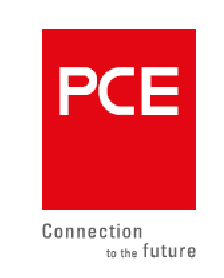 PCE
Connection
to the future